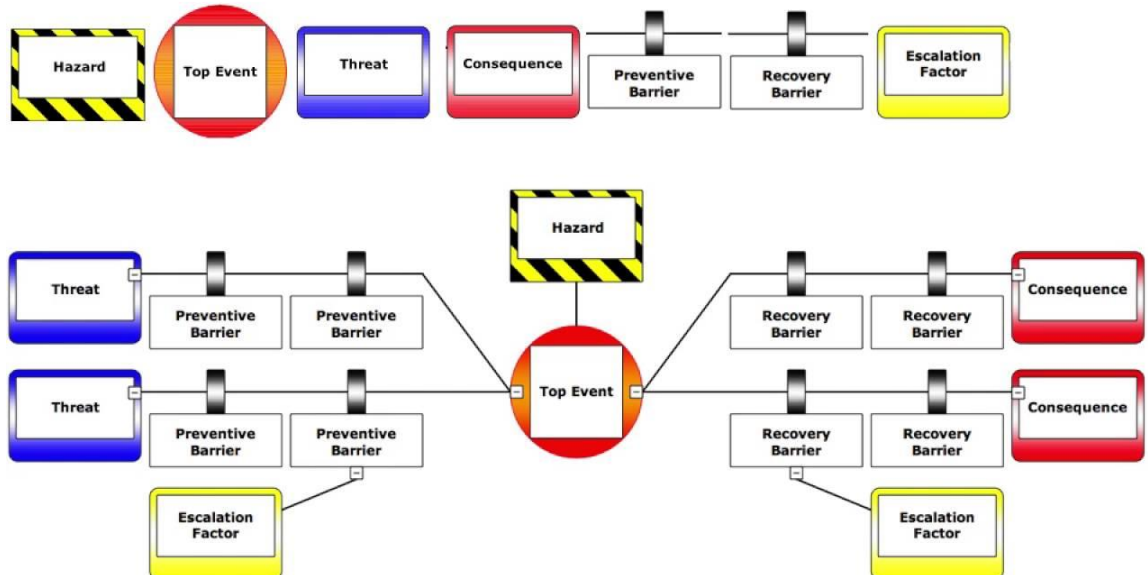 Hazard
Top Event
Threat
Consequence
Preventive
Barrier
Recovery
Barrier
Escalation
Factor
Hazard
Threat
Preventive
Barrier
Preventive
Barrier
Recovery
Barrier
Recovery
Barrier
Consequence
Top Event
Threat
Preventive
Barrier
Preventive
Barrier
Recovery
Barrier
Recovery
Barrier
Consequence
Escalation
Factor
Escalation
Factor